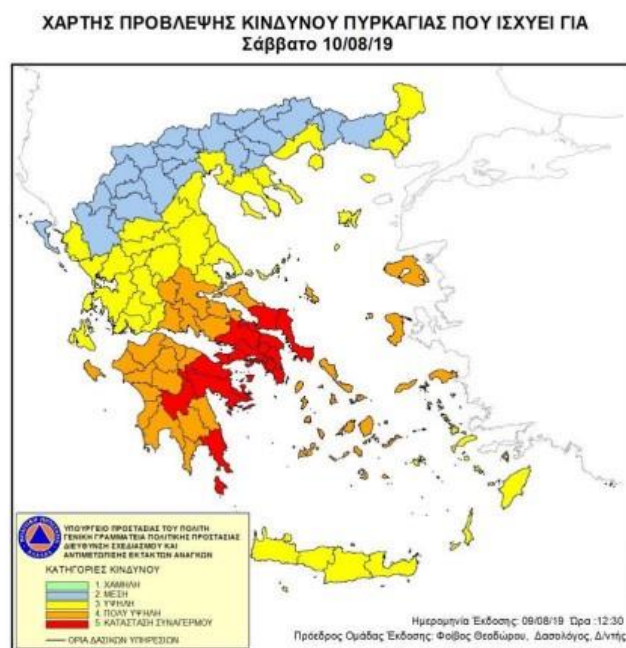 ΧΑΡΤΗΣ ΠΡΟΒΛΕΨΗΣ ΚΙΝΔΥΝΟΥ ΠΥΡΚΑΓΙΑΣ ΠΟΥ ΙΣΧΥΕΙ ΓΙΑ
Σάββατο 10/08/19
ΥΠΟΥΡΓΕΙΟ ΠΡΟΣΤΑΣΙΑΣ ΤΟΥ ΠΟΛΙΤΗ
ΓΕΝΙΚΗ ΓΡΑΜΜΑΤΕΙΑ ΠΟΛΙΤΙΚΗΣ ΠΡΟΣΤΑΣΙΑΣ
ΔΙΕΥΘΥΝΣΗ ΣΧΕΔΙΑΣΜΟΥ ΚΑΙ
ΑΝΤΙΜΕΤΩΠΙΣΗΣ ΕΚΤΑΚΤΩΝ ΑΝΑΓΚΩΝ
ΚΑΤΗΓΟΡΙΕΣ ΚΙΝΔΥΝΟΥ
1. ΧΑΜΗΛΗ
2. ΜΕΣΗ
3. ΥΨΗΛΗ
4. ΠΟΛΥ ΥΨΗΛΗ
5. ΚΑΤΑΣΤΑΣΗ ΣΥΝΑΓΕΡΜΟΥ
ΟΡΙΑ ΔΑΣΙΚΩΝ ΥΠΗΡΕΣΙΩΝ
Ημερομηνία Έκδοσης: 09/08/19 Ώρα :12:30
Πρόεδρος Ομάδας Έκδοσης: Φοίβος Θεοδώρου, Δασολόγος, Δ/ντής